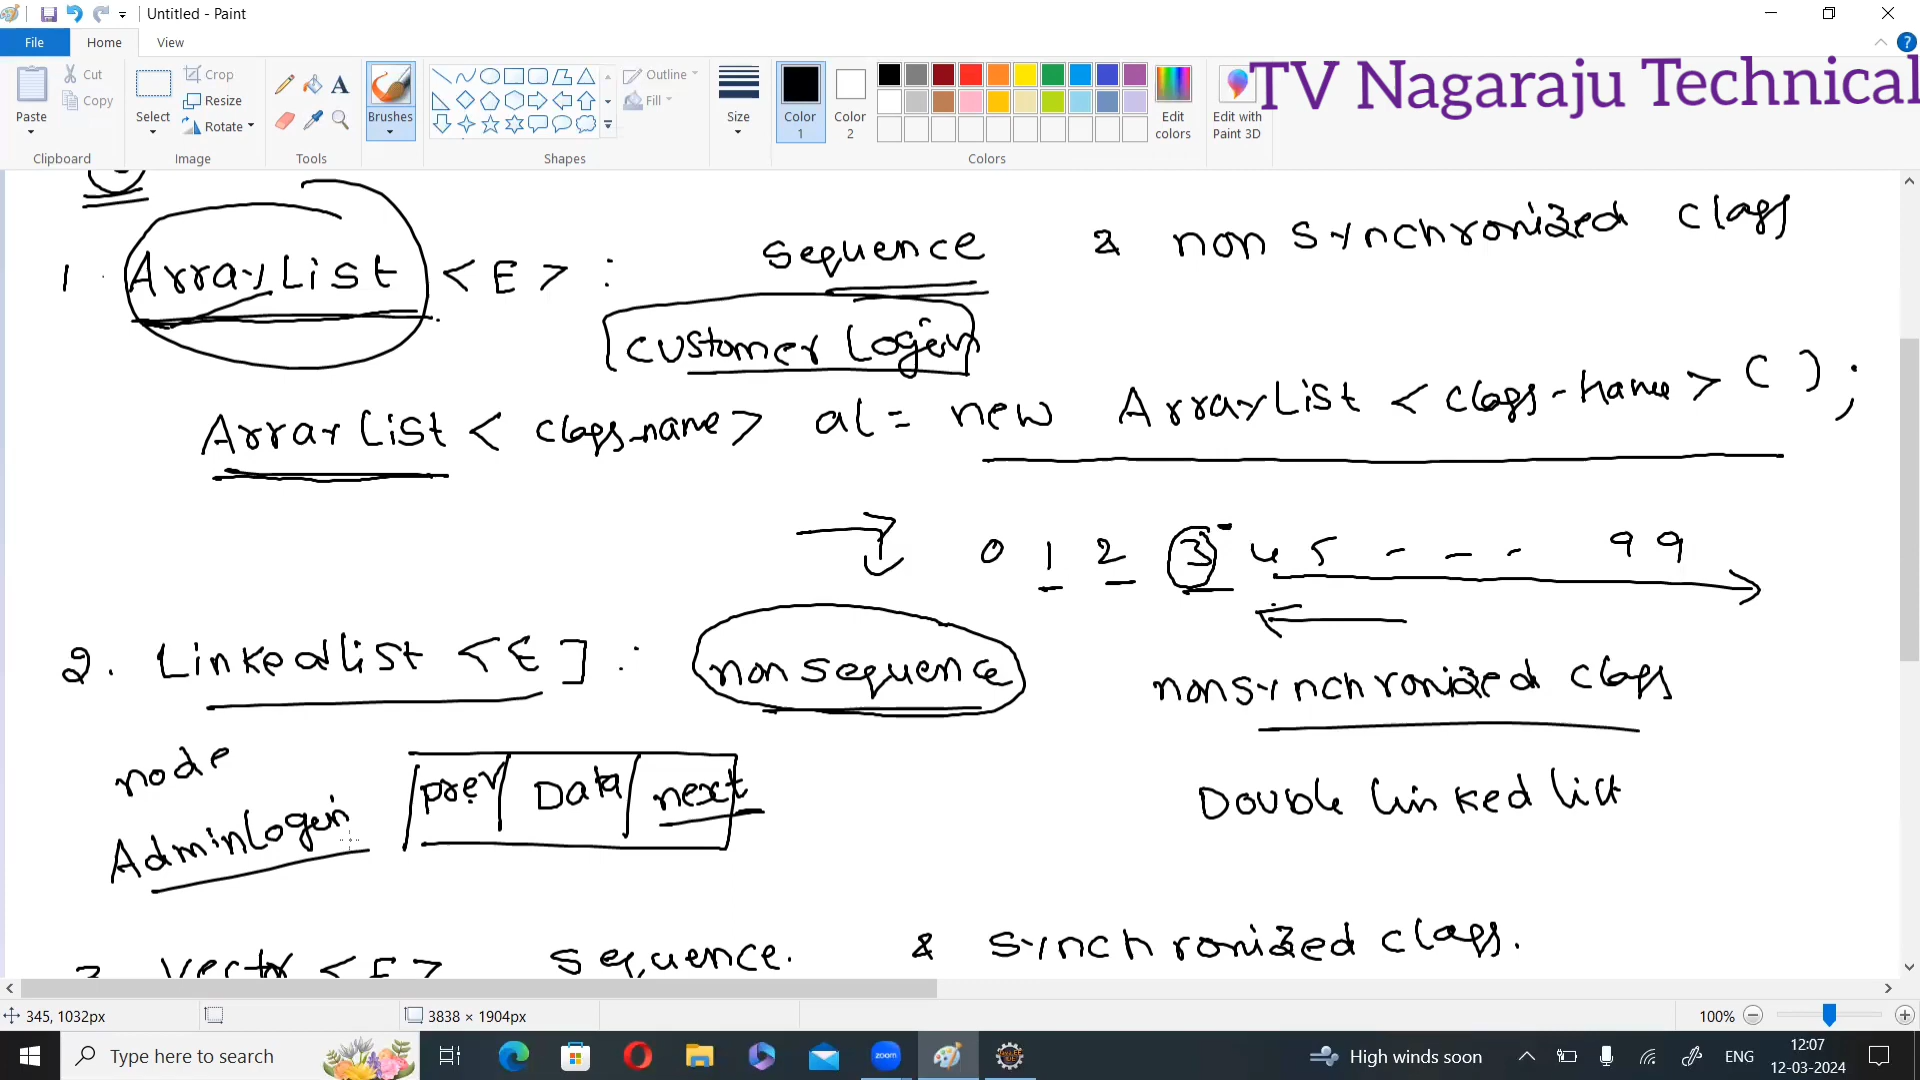 Untitled - Paint
File Home View
Paste
Cut
Copy
Clipboard
Select
Crop
Resize
Rotate
Image
Tools
Brushes
Outline
Fill
Shapes
Size
Color 1
Color 2
Edit colors
Edit with Paint 3D
Colors
TV Nagaraju Technical
1. ArrayList < E > : sequence & non synchronized class
customer Login
ArrayList < class-name > al = new ArrayList < class-name > ( ) ;
0 1 2 3 4 5 - - - 99
2. Linkedlist < E ] : non sequence nonsynchronized class
node
prev Data next
Double linked list
AdminLogin
3. Vector < E > sequence. & synchronized class.
345, 1032px
3838 × 1904px
100%
Type here to search
zoom
High winds soon
ENG
12:07
12-03-2024